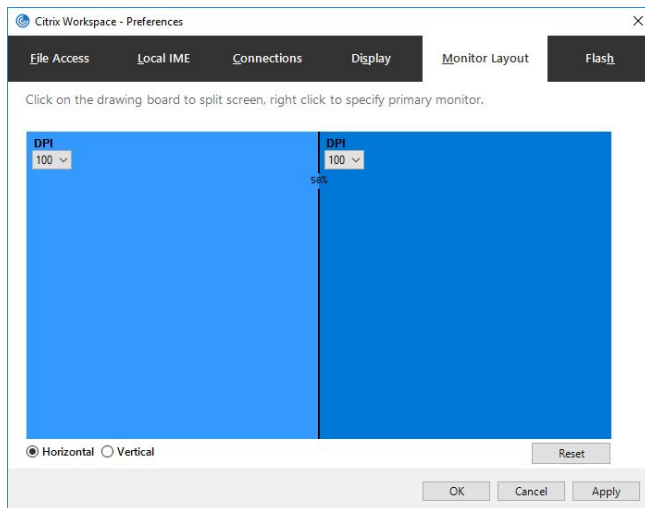 Citrix Workspace - Preferences
File Access Local IME Connections Display Monitor Layout Flash
Click on the drawing board to split screen, right click to specify primary monitor.
DPI DPI
100 100
50%
Horizontal Vertical
Reset
OK Cancel Apply